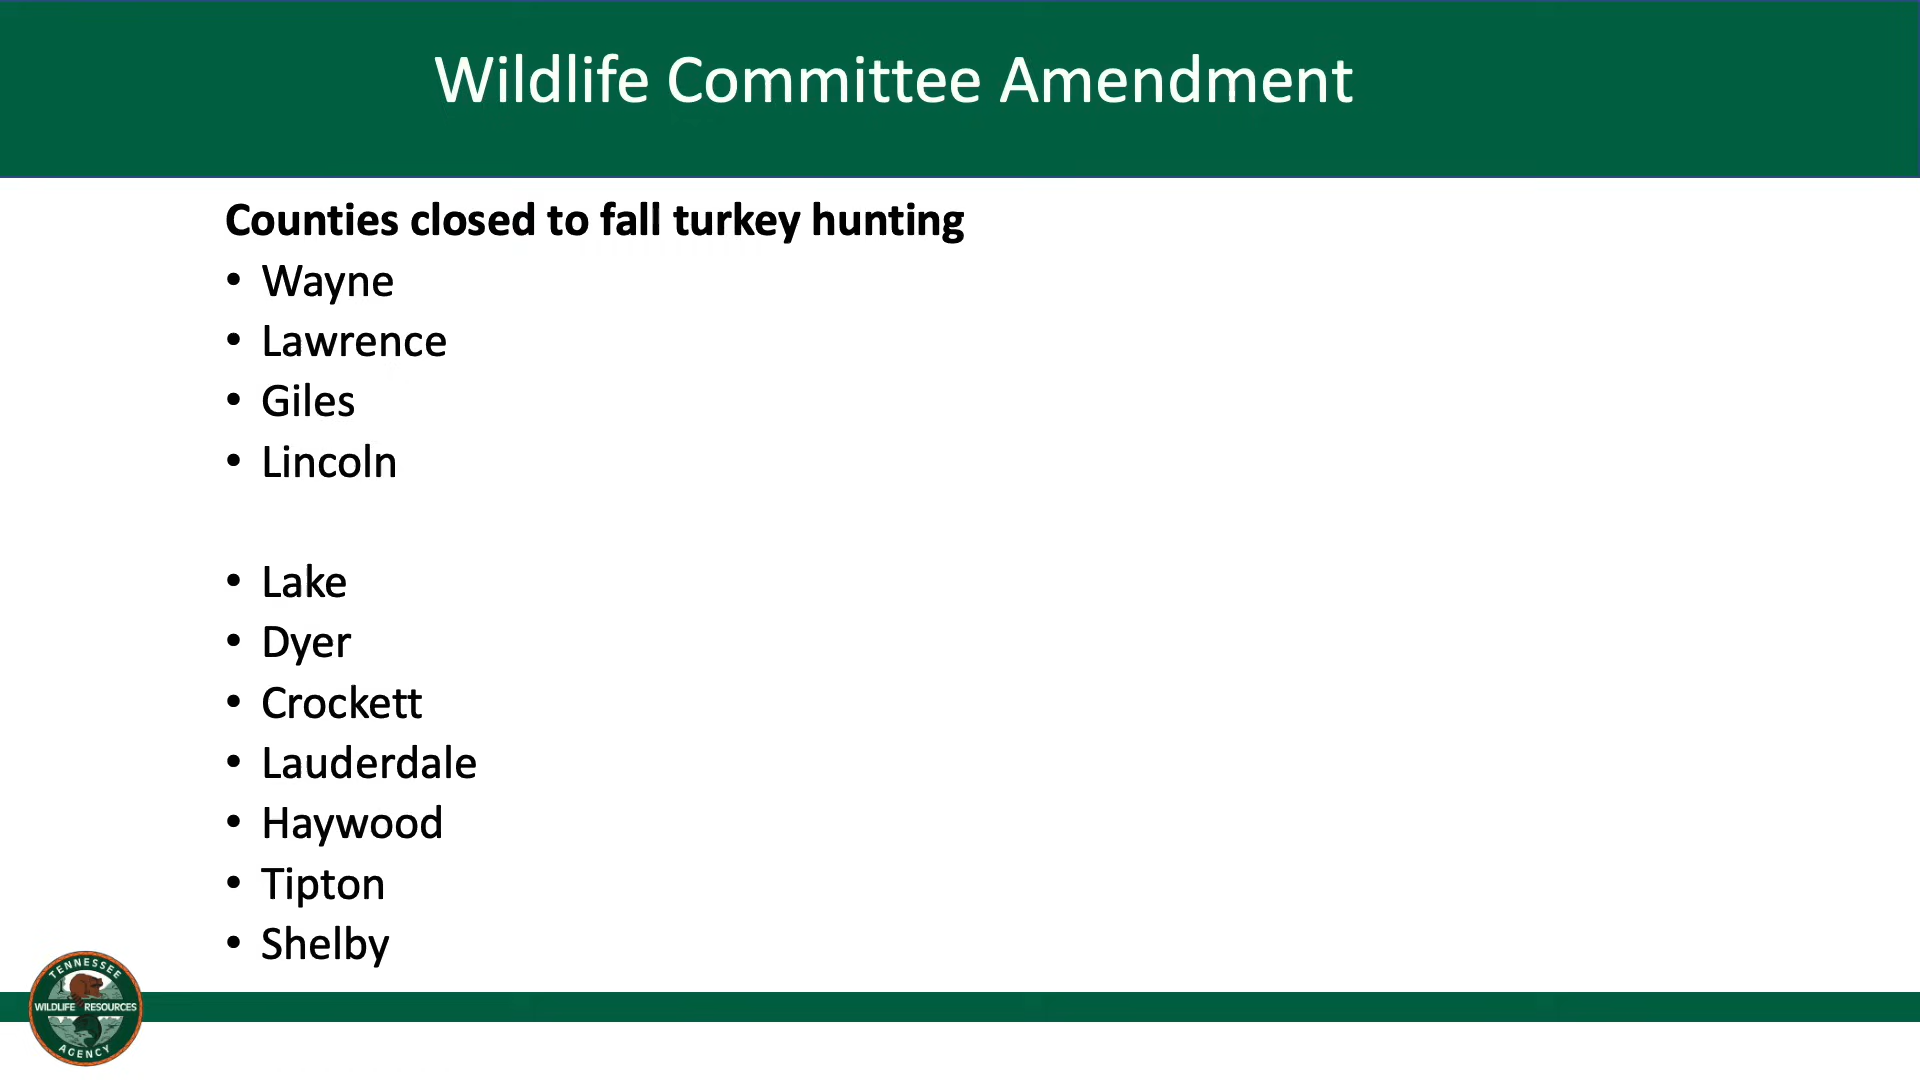 Wildlife Committee Amendment
Counties closed to fall turkey hunting
• Wayne
• Lawrence
• Giles
• Lincoln
• Lake
• Dyer
• Crockett
• Lauderdale
• Haywood
• Tipton
• Shelby
TENNESSEE
WILDLIFE RESOURCES
AGENCY